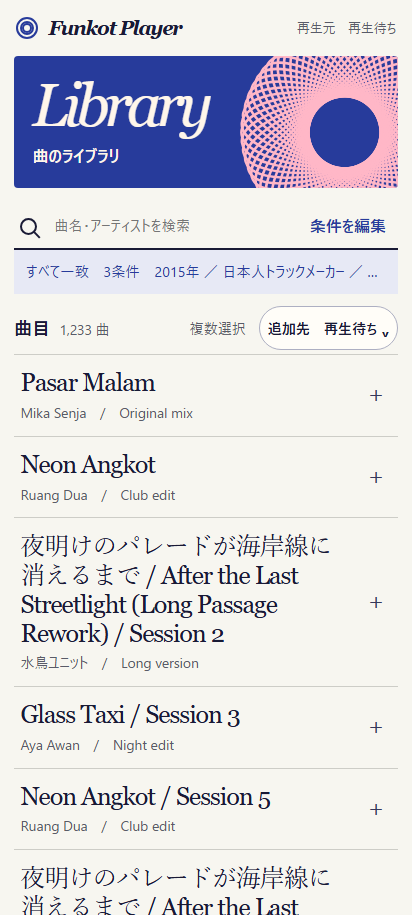 Funkot Player
再生元 再生待ち
Library
曲のライブラリ
曲名・アーティストを検索
条件を編集
すべて一致 3条件 2015年 ／ 日本人トラックメーカー ／ ...
曲目 1,233 曲
複数選択
追加先 再生待ち v
Pasar Malam
Mika Senja / Original mix
+
Neon Angkot
Ruang Dua / Club edit
+
夜明けのパレードが海岸線に
消えるまで / After the Last
Streetlight (Long Passage
Rework) / Session 2
水鳥ユニット / Long version
+
Glass Taxi / Session 3
Aya Awan / Night edit
+
Neon Angkot / Session 5
Ruang Dua / Club edit
+
夜明けのパレードが海岸線に
消えるまで / After the Last